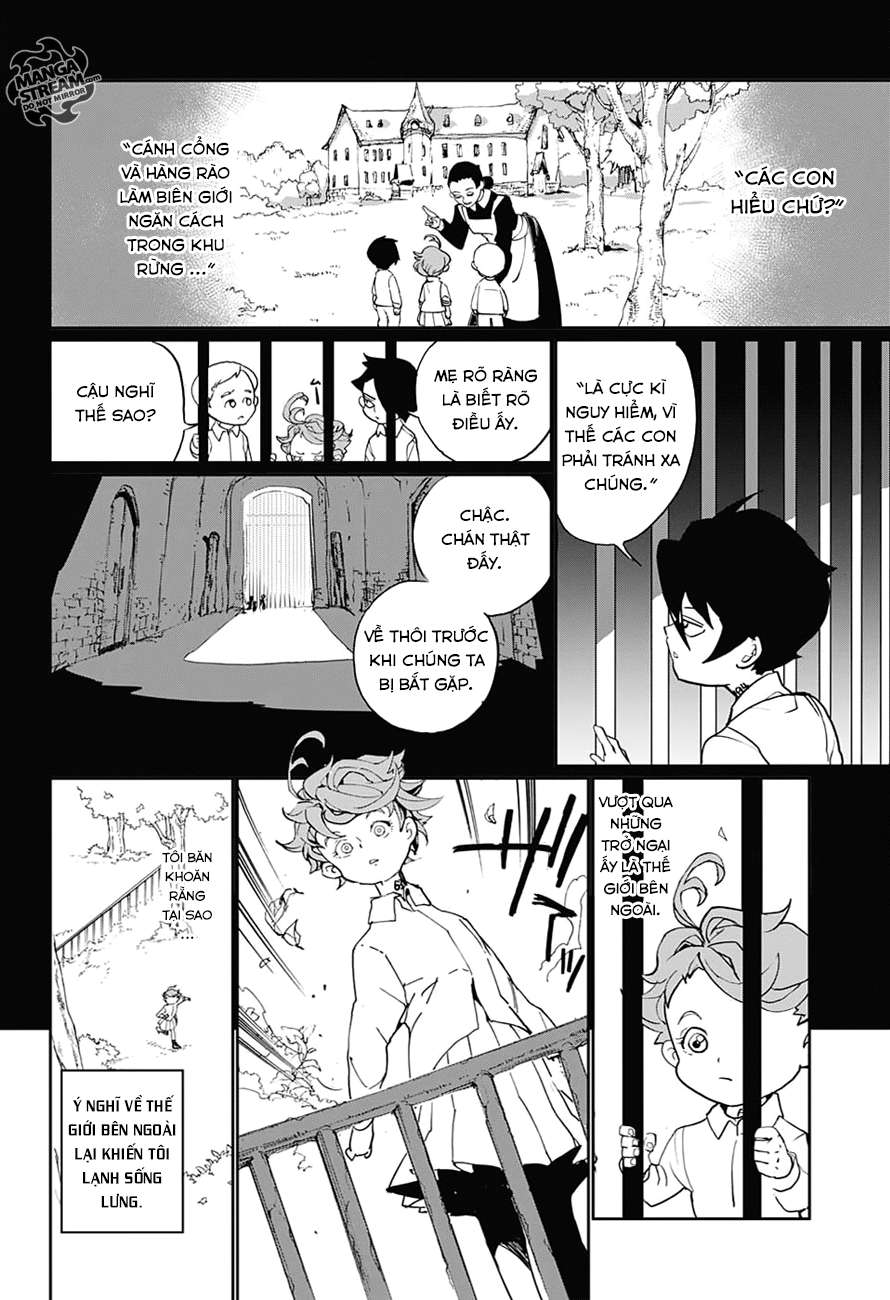 MANGA
STREAM.com
DO NOT MIRROR
"CÁC CON
HIỂU CHỨ?"
"CÁNH CỔNG
VÀ HÀNG RÀO
LÀM BIÊN GIỚI
NGĂN CÁCH
TRONG KHU
RỪNG ..."
"LÀ CỰC KÌ
NGUY HIỂM, VÌ
THẾ CÁC CON
PHẢI TRÁNH XA
CHÚNG."
MẸ RÕ RÀNG
LÀ BIẾT RÕ
ĐIỀU ẤY.
CẬU NGHĨ
THẾ SAO?
CHẬC.
CHÁN THẬT
ĐẤY.
VỀ THÔI TRƯỚC
KHI CHÚNG TA
BỊ BẮT GẶP.
VƯỢT QUA
NHỮNG
TRỞ NGẠI
ẤY LÀ THẾ
GIỚI BÊN
NGOÀI.
TÔI BĂN
KHOĂN
RẰNG
TẠI SAO
....
Ý NGHĨ VỀ THẾ
GIỚI BÊN NGOÀI
LẠI KHIẾN TÔI
LẠNH SỐNG
LƯNG.